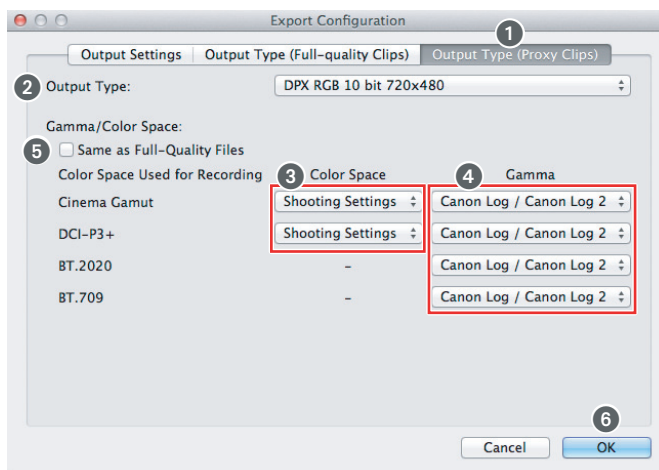 Export Configuration
1
Output Settings Output Type (Full-quality Clips) Output Type (Proxy Clips)
2 Output Type: DPX RGB 10 bit 720x480
Gamma/Color Space:
5 Same as Full-Quality Files
Color Space Used for Recording 3 Color Space 4 Gamma
Cinema Gamut Shooting Settings Canon Log / Canon Log 2
DCI-P3+ Shooting Settings Canon Log / Canon Log 2
BT.2020 – Canon Log / Canon Log 2
BT.709 – Canon Log / Canon Log 2
6
Cancel OK